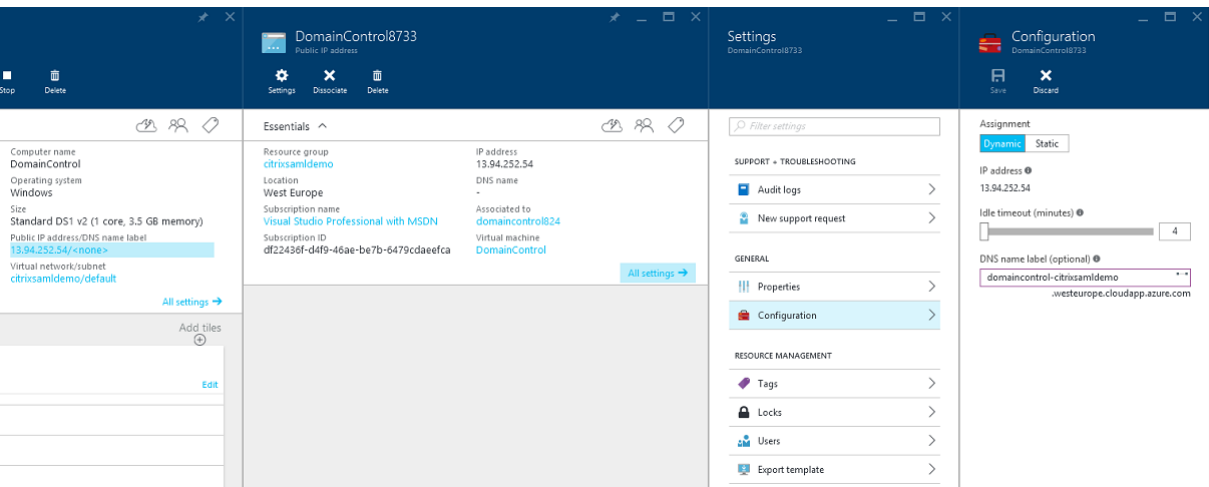 Stop
Delete
Computer name
DomainControl
Operating system
Windows
Size
Standard DS1 v2 (1 core, 3.5 GB memory)
Public IP address/DNS name label
13.94.252.54/<none>
Virtual network/subnet
citrixsamldemo/default
All settings →
Add tiles
Edit
DomainControl8733
Public IP address
Settings
Dissociate
Delete
Essentials
Resource group
citrixsamldemo
Location
West Europe
Subscription name
Visual Studio Professional with MSDN
Subscription ID
df22436f-d4f9-46ae-be7b-6479cdaeefca
IP address
13.94.252.54
DNS name
-
Associated to
domaincontrol824
Virtual machine
DomainControl
All settings →
Settings
DomainControl8733
Filter settings
SUPPORT + TROUBLESHOOTING
Audit logs
New support request
GENERAL
Properties
Configuration
RESOURCE MANAGEMENT
Tags
Locks
Users
Export template
Configuration
DomainControl8733
Save
Discard
Assignment
Dynamic
Static
IP address
13.94.252.54
Idle timeout (minutes)
4
DNS name label (optional)
domaincontrol-citrixsamldemo
.westeurope.cloudapp.azure.com